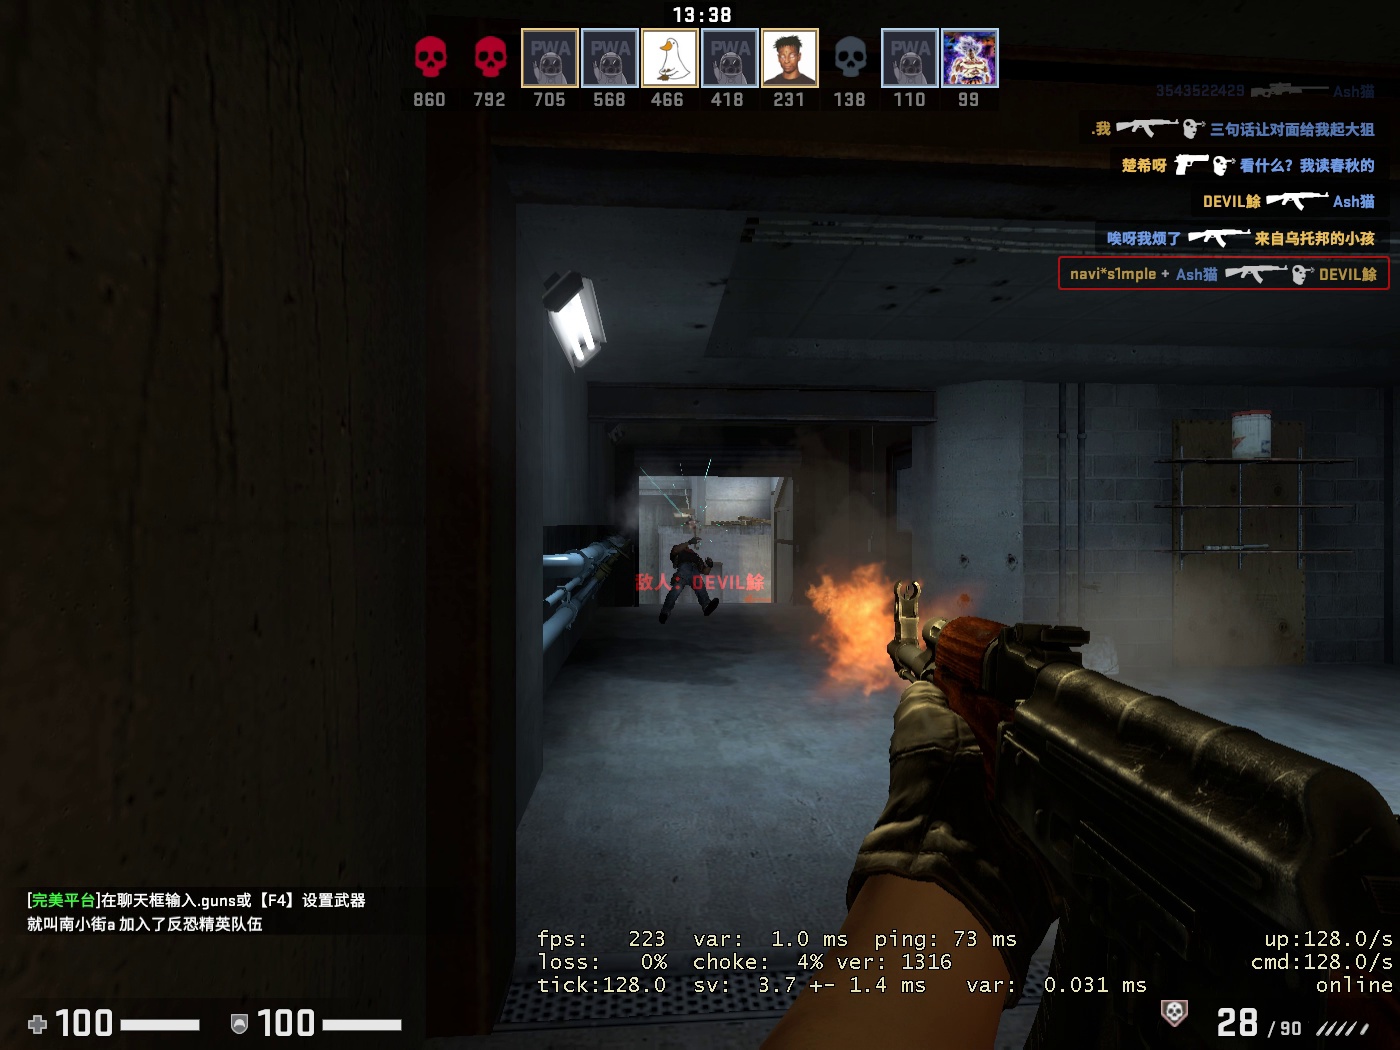 13:38
PWA PWA PWA PWA
860 792 705 568 466 418 231 138 110 99
3543522429 Ash猫
.我 三句话让对面给我起大狙
楚希呀 看什么？我读春秋的
DEVIL鮽 Ash猫
唉呀我烦了 来自乌托邦的小孩
navi*s1mple + Ash猫 DEVIL鮽
敌人：DEVIL鮽
[完美平台]在聊天框输入.guns或【F4】设置武器
就叫南小街a 加入了反恐精英队伍
fps: 223 var: 1.0 ms ping: 73 ms up:128.0/s
loss: 0% choke: 4% ver: 1316 cmd:128.0/s
tick:128.0 sv: 3.7 +- 1.4 ms var: 0.031 ms online
100 100 28 / 90